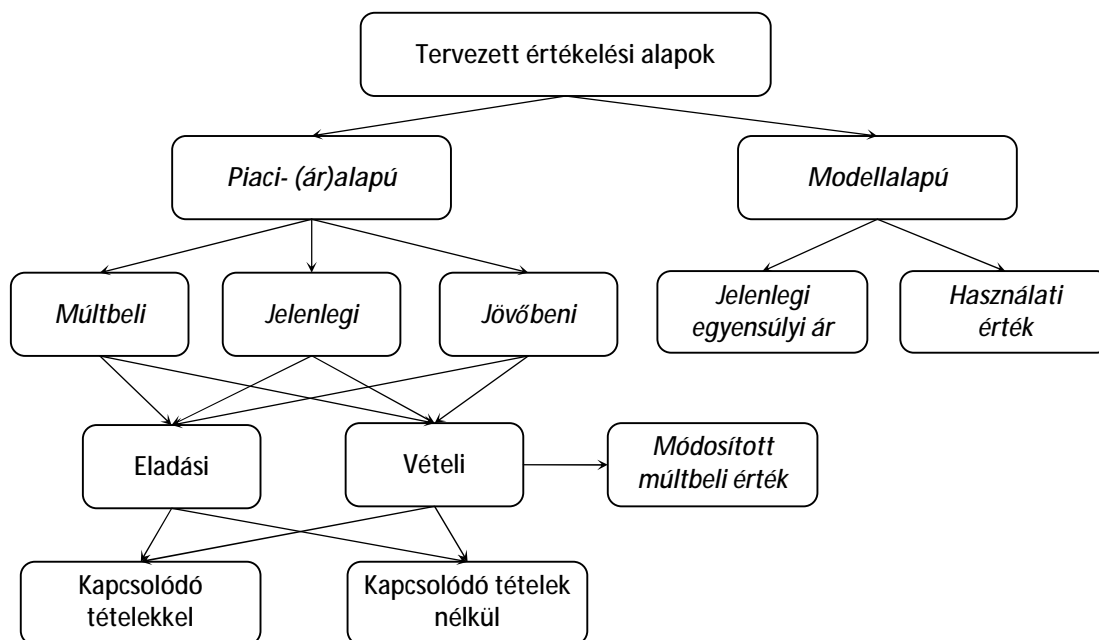 Tervezett értékelési alapok
Piaci- (ár)alapú
Modellalapú
Múltbeli
Jelenlegi
Jövőbeni
Jelenlegi
egyensúlyi ár
Használati
érték
Eladási
Vételi
Módosított
múltbeli érték
Kapcsolódó
tételekkel
Kapcsolódó tételek
nélkül